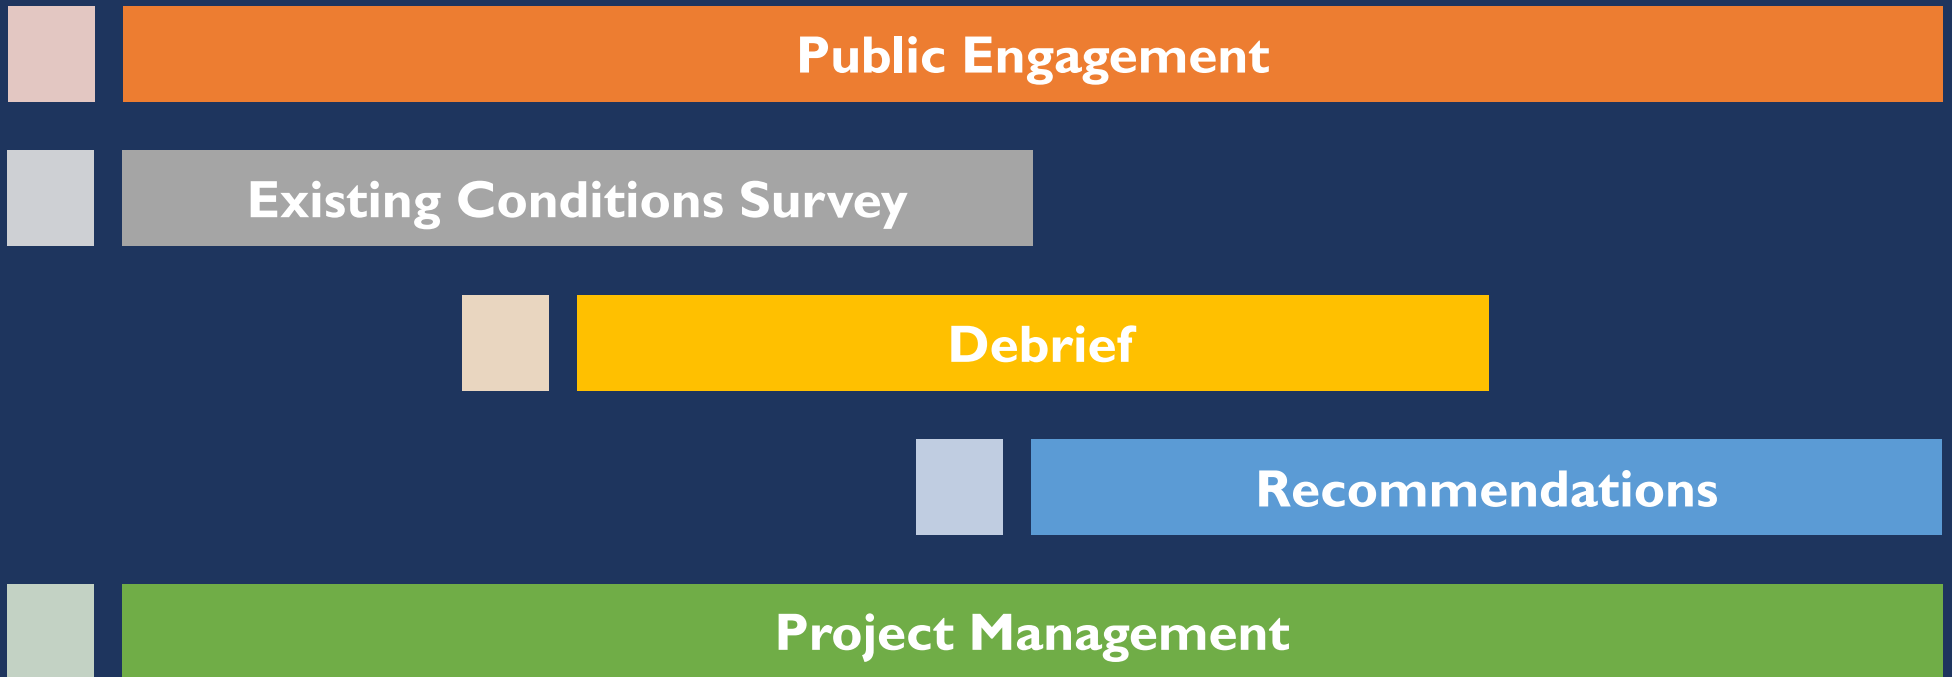 Public Engagement
Existing Conditions Survey
Debrief
Recommendations
Project Management